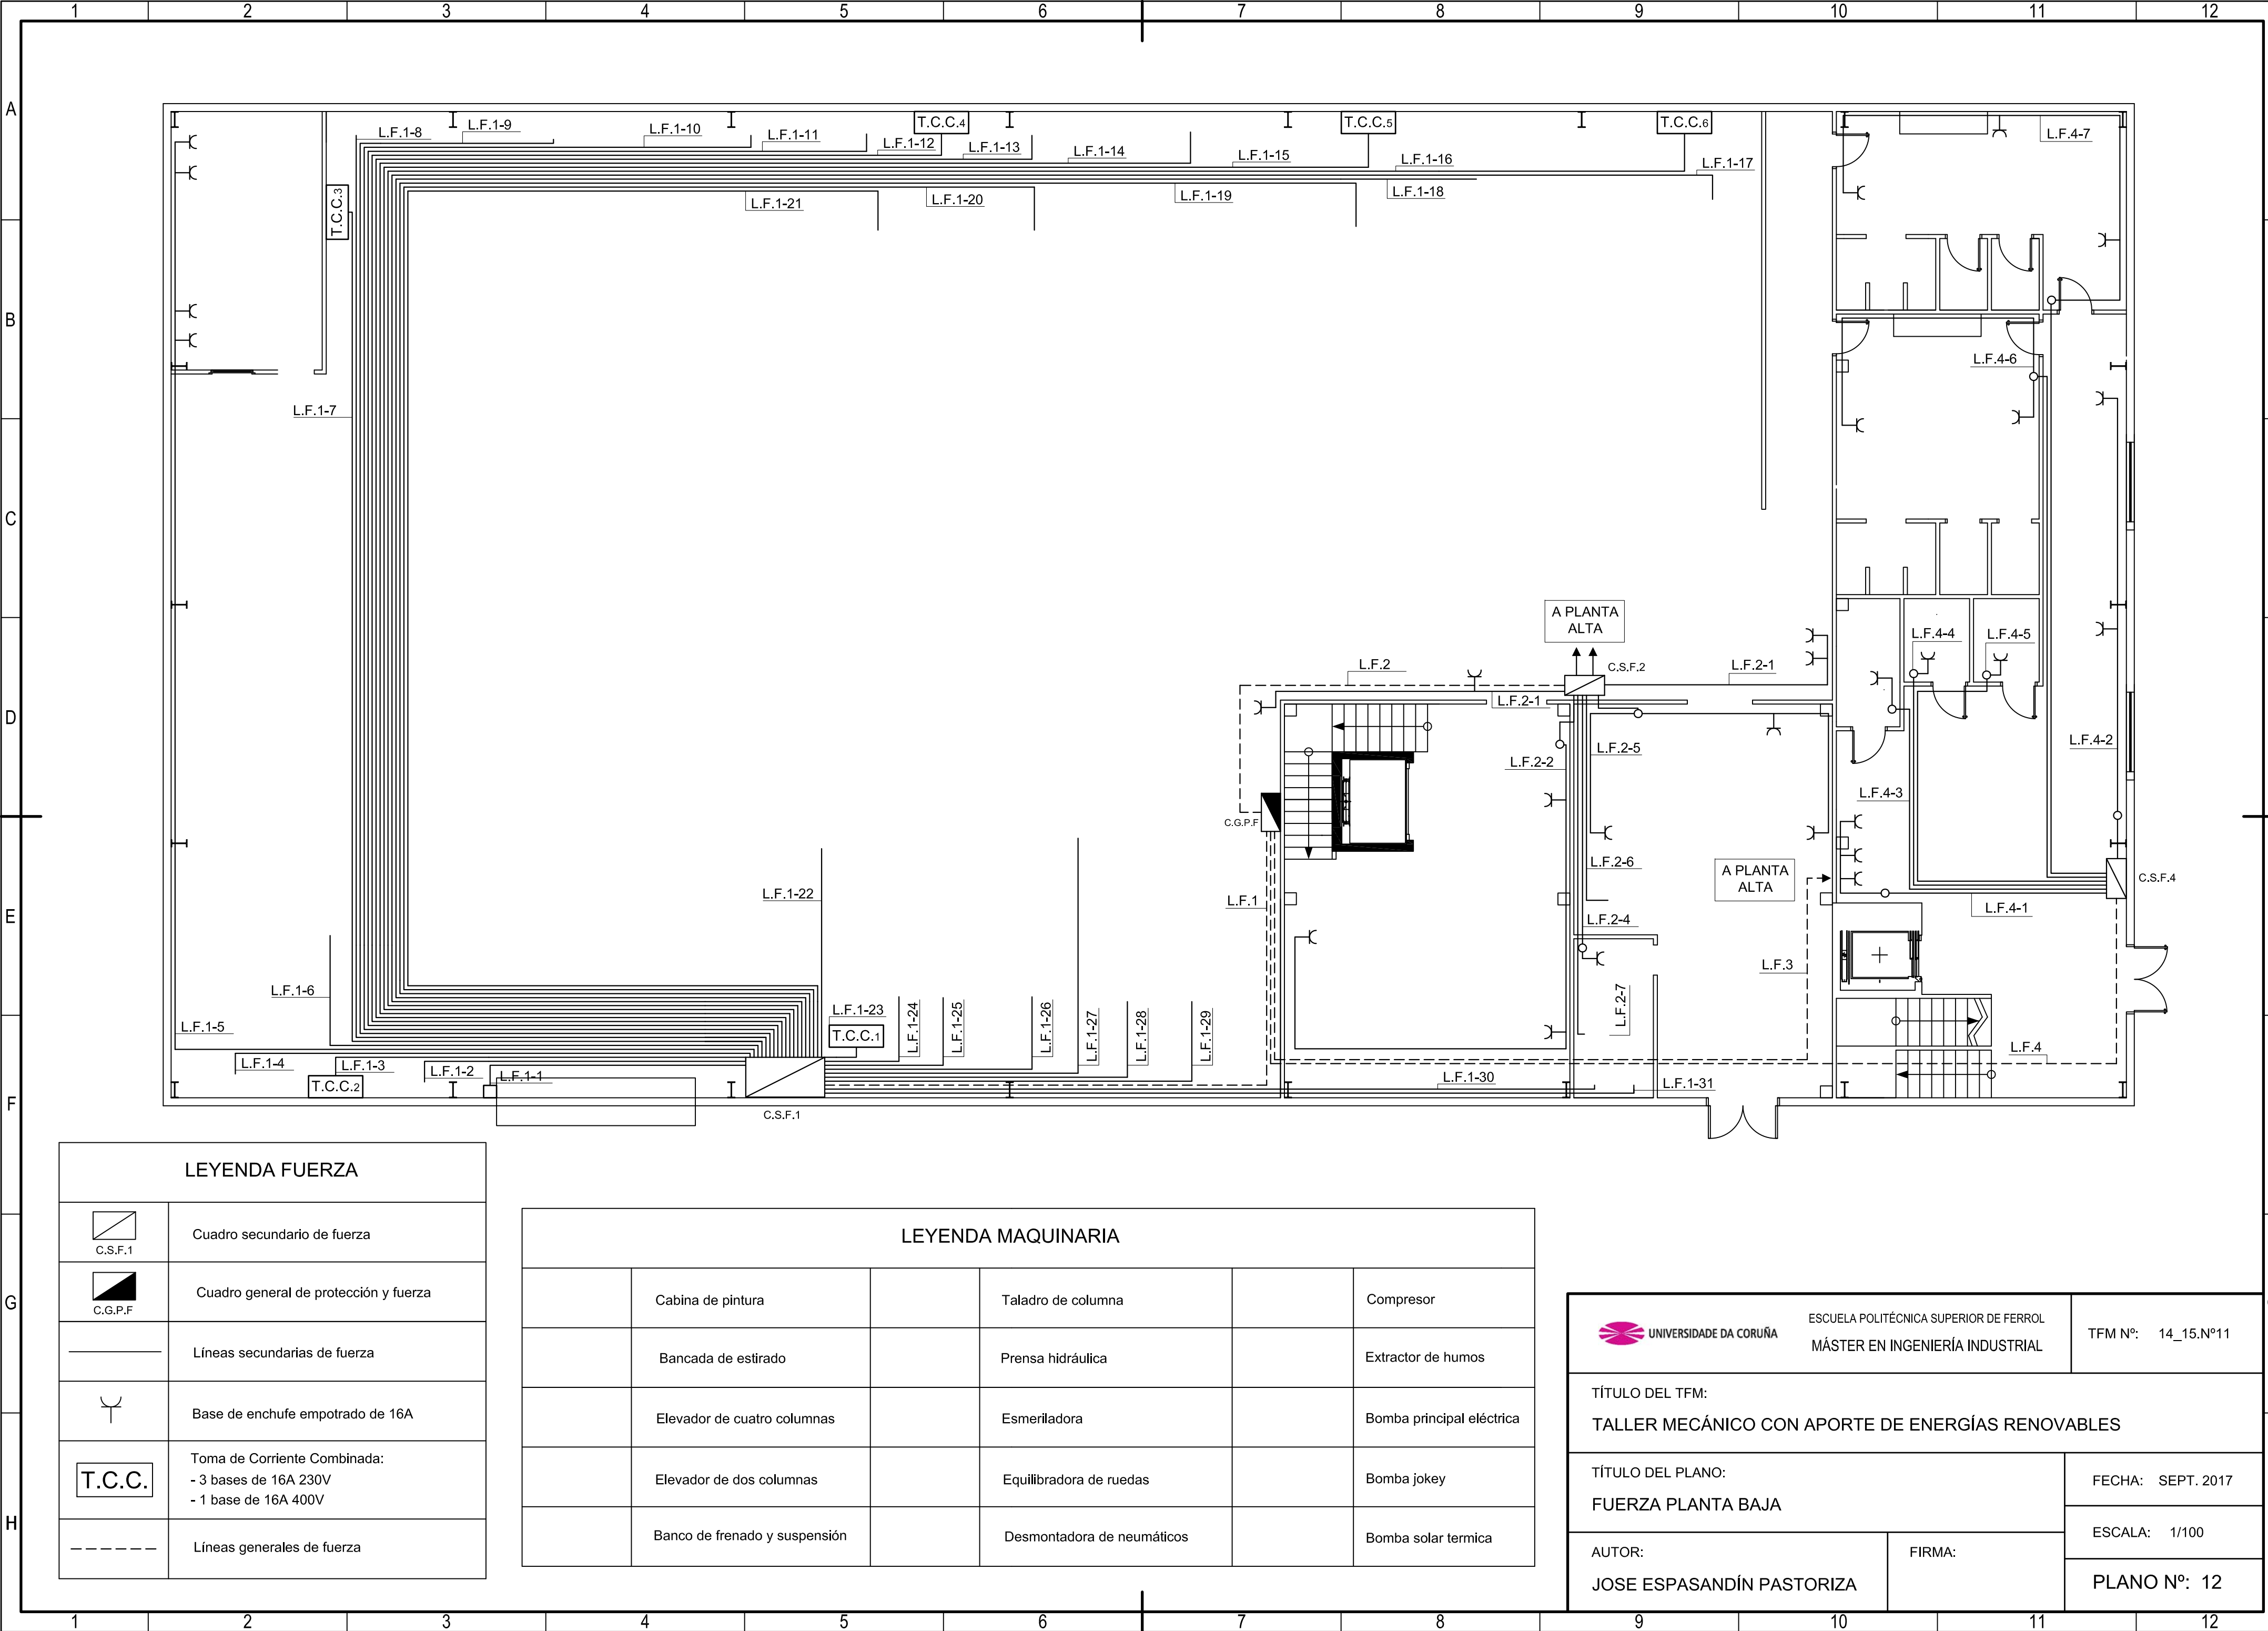 1 2 3 4 5 6 7 8 9 10 11 12
A
B
C
D
E
F
G
H
L.F.1-8
L.F.1-9
L.F.1-10
L.F.1-11
L.F.1-12
T.C.C.4
L.F.1-13
L.F.1-14
L.F.1-15
T.C.C.5
L.F.1-16
T.C.C.6
L.F.1-17
L.F.1-18
L.F.1-19
L.F.1-20
L.F.1-21
L.F.4-7
T.C.C.3
L.F.1-7
L.F.4-6
A PLANTA
ALTA
C.S.F.2
L.F.2
L.F.2-1
L.F.2-1
L.F.4-4
L.F.4-5
L.F.2-2
L.F.2-5
L.F.4-2
L.F.4-3
C.G.P.F
L.F.2-6
A PLANTA
ALTA
C.S.F.4
L.F.1-22
L.F.1
L.F.2-4
L.F.4-1
L.F.3
L.F.1-6
L.F.1-5
L.F.1-23
T.C.C.1
L.F.1-24
L.F.1-25
L.F.1-26
L.F.1-27
L.F.1-28
L.F.1-29
L.F.2-7
L.F.4
L.F.1-4
L.F.1-3
T.C.C.2
L.F.1-2
L.F.1-1
C.S.F.1
L.F.1-30
L.F.1-31
LEYENDA FUERZA
C.S.F.1
Cuadro secundario de fuerza
C.G.P.F
Cuadro general de protección y fuerza
Líneas secundarias de fuerza
Base de enchufe empotrado de 16A
T.C.C.
Toma de Corriente Combinada:
- 3 bases de 16A 230V
- 1 base de 16A 400V
Líneas generales de fuerza
LEYENDA MAQUINARIA
Cabina de pintura
Taladro de columna
Compresor
Bancada de estirado
Prensa hidráulica
Extractor de humos
Elevador de cuatro columnas
Esmeriladora
Bomba principal eléctrica
Elevador de dos columnas
Equilibradora de ruedas
Bomba jokey
Banco de frenado y suspensión
Desmontadora de neumáticos
Bomba solar termica
UNIVERSIDADE DA CORUÑA
ESCUELA POLITÉCNICA SUPERIOR DE FERROL
MÁSTER EN INGENIERÍA INDUSTRIAL
TFM Nº: 14_15.Nº11
TÍTULO DEL TFM:
TALLER MECÁNICO CON APORTE DE ENERGÍAS RENOVABLES
TÍTULO DEL PLANO:
FUERZA PLANTA BAJA
FECHA: SEPT. 2017
ESCALA: 1/100
AUTOR:
JOSE ESPASANDÍN PASTORIZA
FIRMA:
PLANO Nº: 12
1 2 3 4 5 6 7 8 9 10 11 12